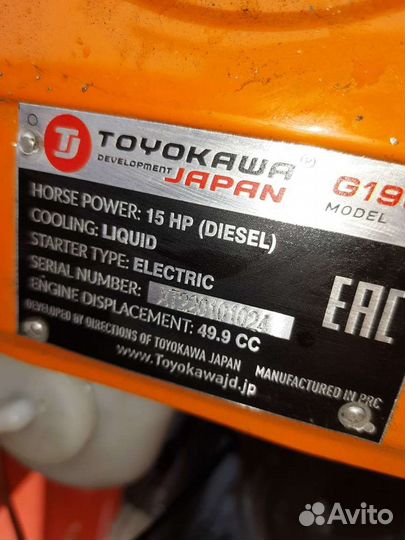 TJ TOYOKAWA®
DEVELOPMENT JAPAN
G19
MODEL
HORSE POWER: 15 HP (DIESEL)
COOLING: LIQUID
STARTER TYPE: ELECTRIC
SERIAL NUMBER:
ENGINE DISPLACEMENT: 49.9 CC
EAC
DEVELOPED BY DIRECTIONS OF TOYOKAWA JAPAN
MANUFACTURED IN PRC
www.Toyokawajd.jp
Avito